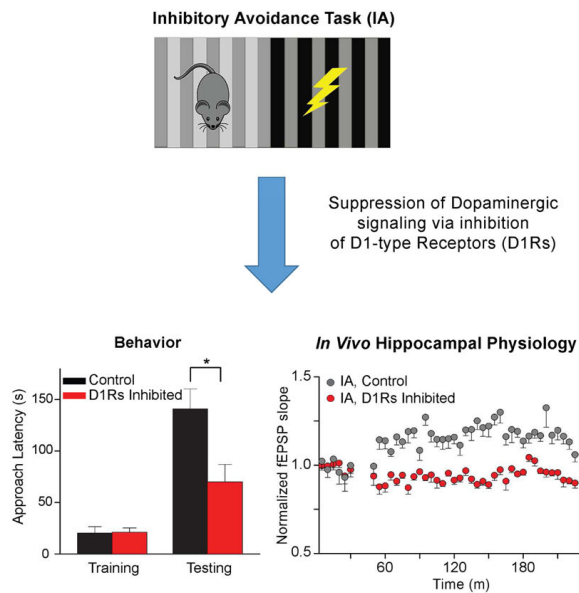 Inhibitory Avoidance Task (IA)
Suppression of Dopaminergic
signaling via inhibition
of D1-type Receptors (D1Rs)
Behavior
Control
D1Rs Inhibited
*
Approach Latency (s)
150
100
50
0
Training
Testing
In Vivo Hippocampal Physiology
IA, Control
IA, D1Rs Inhibited
Normalized fEPSP slope
1.5
1.0
0.5
60
120
180
Time (m)